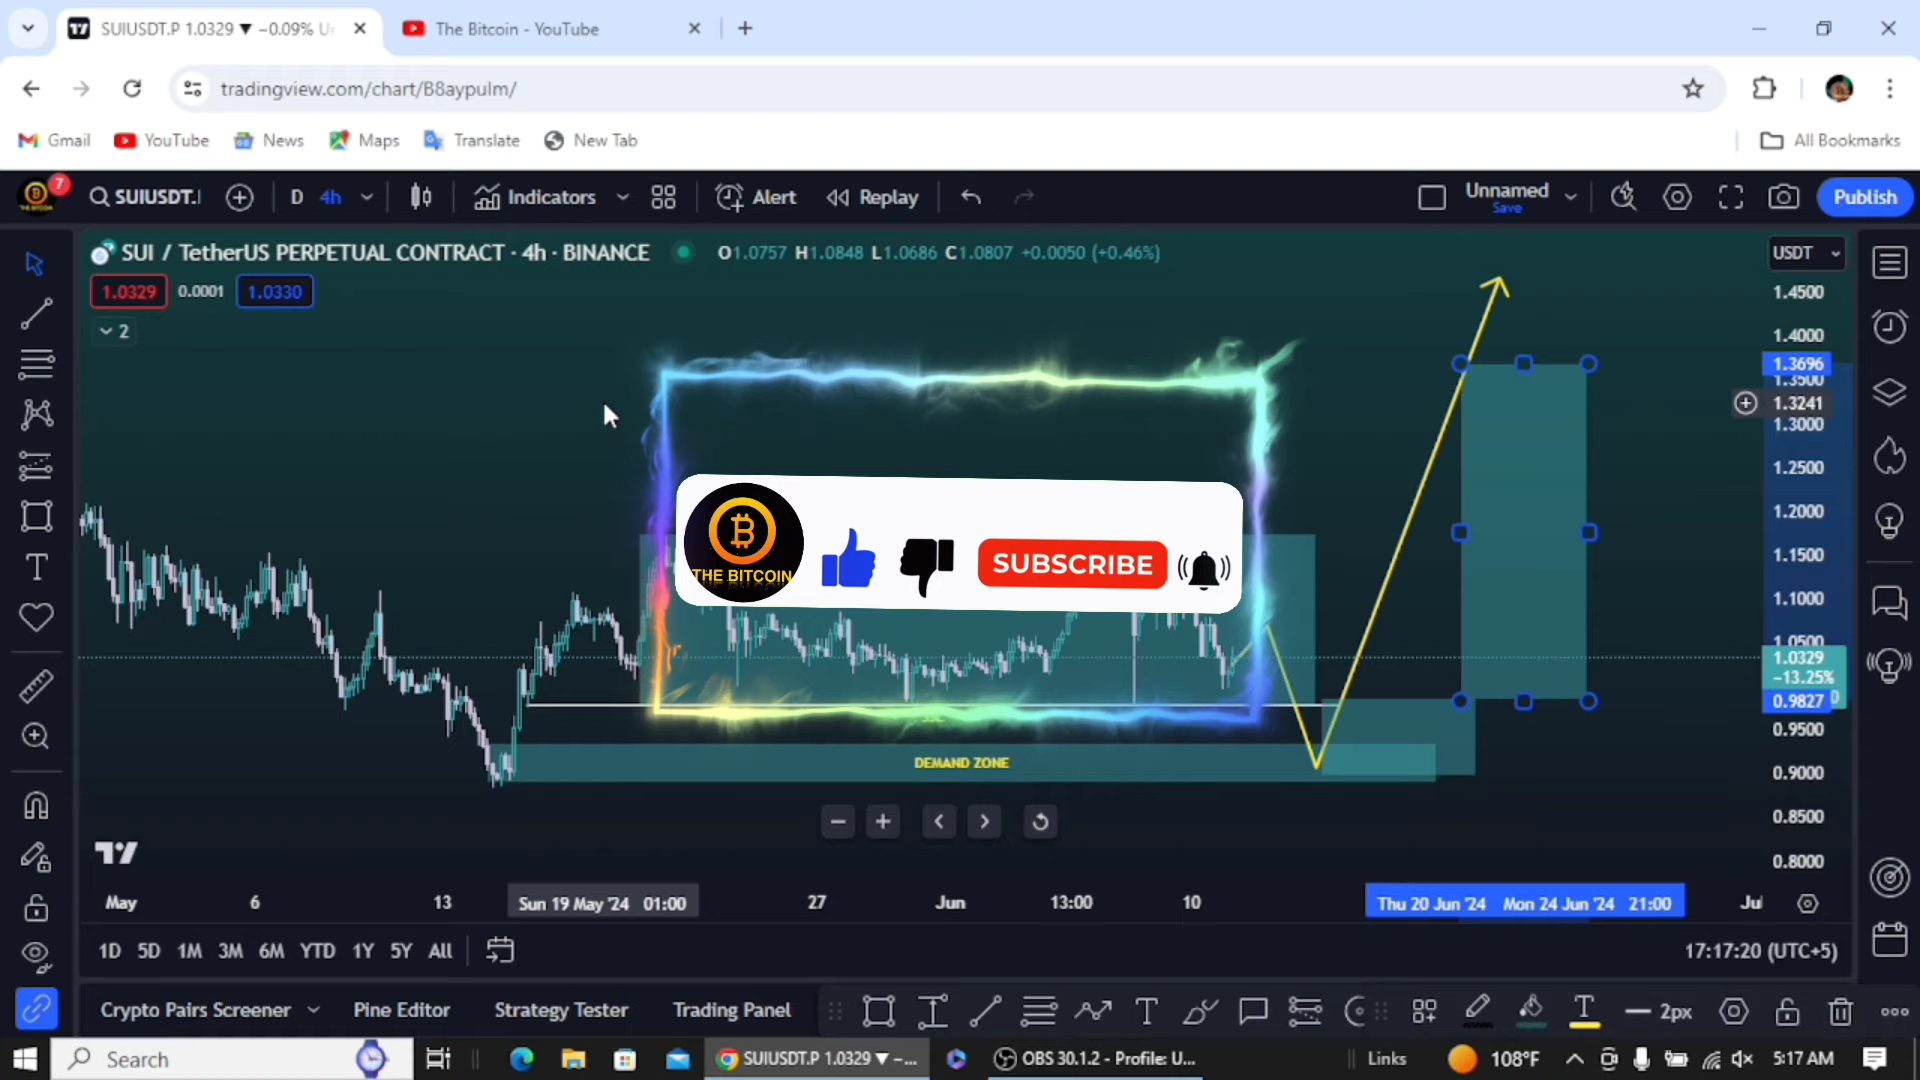 SUIUSDT.P 1.0329 ▼ −0.09% Un
The Bitcoin - YouTube
tradingview.com/chart/B8aypulm/
Gmail
YouTube
News
Maps
Translate
New Tab
All Bookmarks
7
SUIUSDT.I
D
4h
Indicators
Alert
Replay
Unnamed
Save
Publish
SUI / TetherUS PERPETUAL CONTRACT · 4h · BINANCE
O1.0757 H1.0848 L1.0686 C1.0807 +0.0050 (+0.46%)
USDT
1.0329
0.0001
1.0330
2
1.4500
1.4000
1.3696
1.3500
1.3241
1.3000
1.2500
1.2000
1.1500
1.1000
1.0500
1.0329
−13.25%
0.9827
0.9500
0.9000
0.8500
0.8000
THE BITCOIN
SUBSCRIBE
DEMAND ZONE
May
6
13
Sun 19 May '24 01:00
27
Jun
13:00
10
Thu 20 Jun '24
Mon 24 Jun '24 21:00
Jul
1D 5D 1M 3M 6M YTD 1Y 5Y All
17:17:20 (UTC+5)
Crypto Pairs Screener
Pine Editor
Strategy Tester
Trading Panel
2px
Search
SUIUSDT.P 1.0329 ▼ −...
OBS 30.1.2 - Profile: U...
Links
108°F
5:17 AM